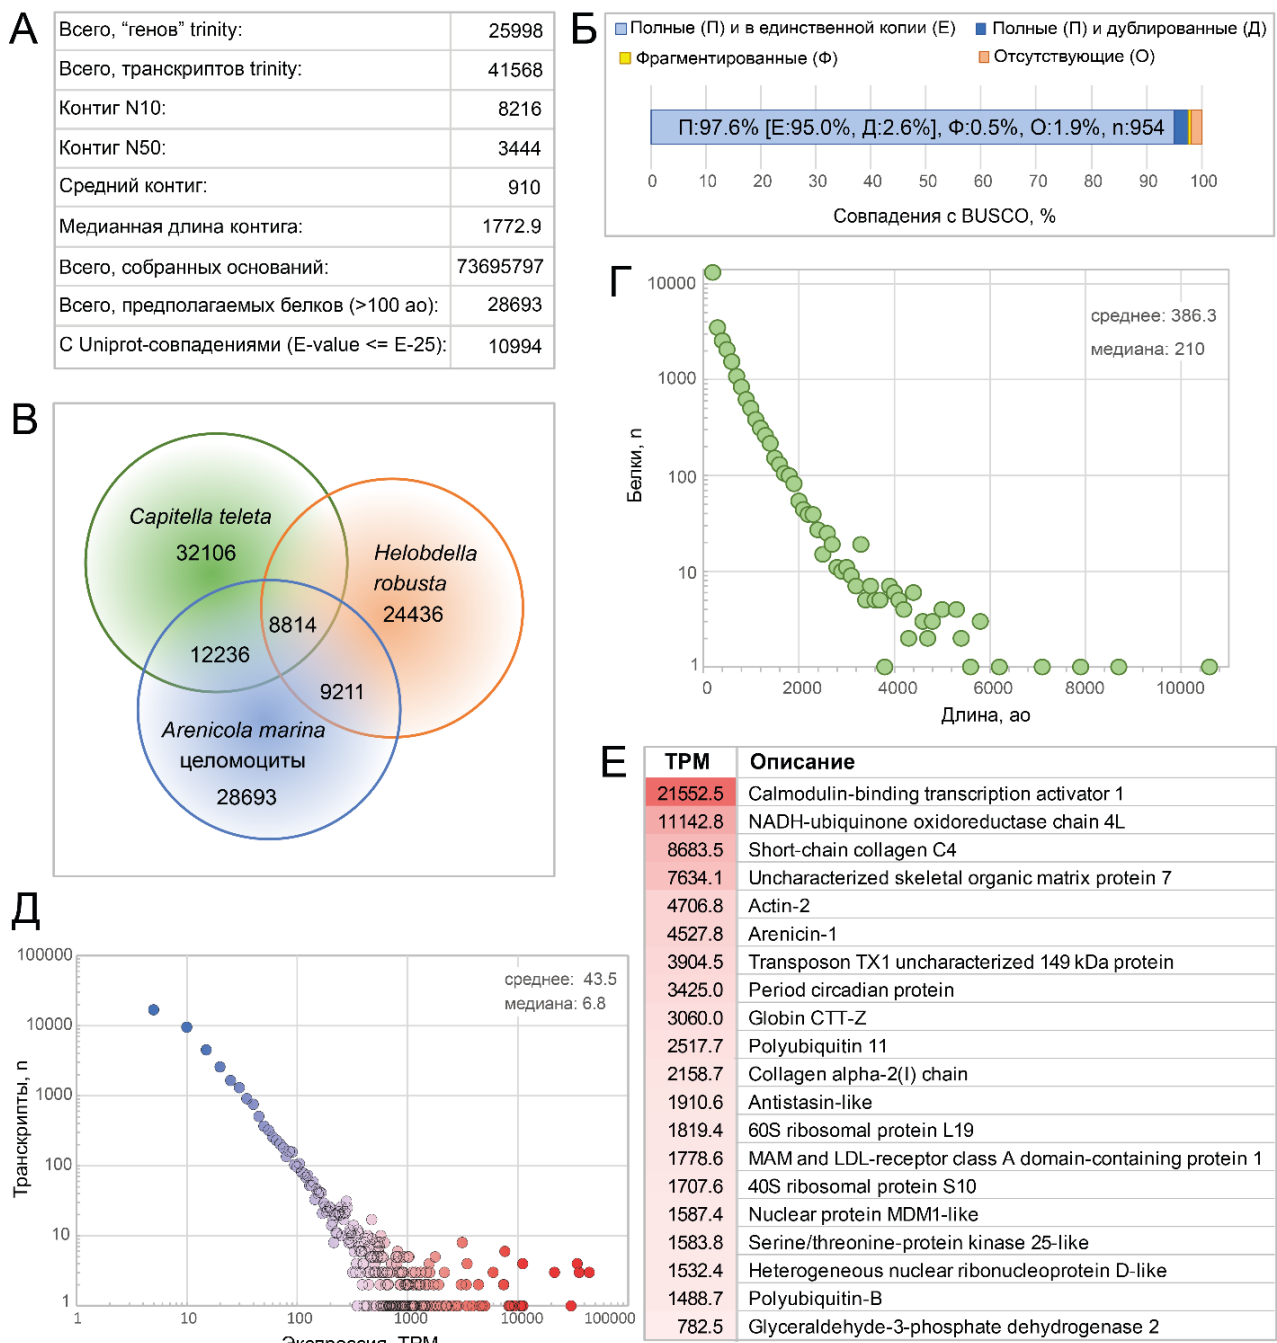 А
Всего, “генов” trinity: 25998
Всего, транскриптов trinity: 41568
Контиг N10: 8216
Контиг N50: 3444
Средний контиг: 910
Медианная длина контига: 1772.9
Всего, собранных оснований: 73695797
Всего, предполагаемых белков (>100 ао): 28693
С Uniprot-совпадениями (E-value <= E-25): 10994
Б
Полные (П) и в единственной копии (Е) Полные (П) и дублированные (Д)
Фрагментированные (Ф) Отсутствующие (О)
П:97.6% [Е:95.0%, Д:2.6%], Ф:0.5%, О:1.9%, n:954
0 10 20 30 40 50 60 70 80 90 100
Совпадения с BUSCO, %
В
Capitella teleta
32106
Helobdella
robusta
24436
8814
12236
9211
Arenicola marina
целомоциты
28693
Г
10000
1000
100
10
1
Белки, n
среднее: 386.3
медиана: 210
0 2000 4000 6000 8000 10000
Длина, ао
Д
100000
10000
1000
100
10
1
Транскрипты, n
среднее: 43.5
медиана: 6.8
1 10 100 1000 10000 100000
Экспрессия, TPM
Е
TPM Описание
21552.5 Calmodulin-binding transcription activator 1
11142.8 NADH-ubiquinone oxidoreductase chain 4L
8683.5 Short-chain collagen C4
7634.1 Uncharacterized skeletal organic matrix protein 7
4706.8 Actin-2
4527.8 Arenicin-1
3904.5 Transposon TX1 uncharacterized 149 kDa protein
3425.0 Period circadian protein
3060.0 Globin CTT-Z
2517.7 Polyubiquitin 11
2158.7 Collagen alpha-2(I) chain
1910.6 Antistasin-like
1819.4 60S ribosomal protein L19
1778.6 MAM and LDL-receptor class A domain-containing protein 1
1707.6 40S ribosomal protein S10
1587.4 Nuclear protein MDM1-like
1583.8 Serine/threonine-protein kinase 25-like
1532.4 Heterogeneous nuclear ribonucleoprotein D-like
1488.7 Polyubiquitin-B
782.5 Glyceraldehyde-3-phosphate dehydrogenase 2